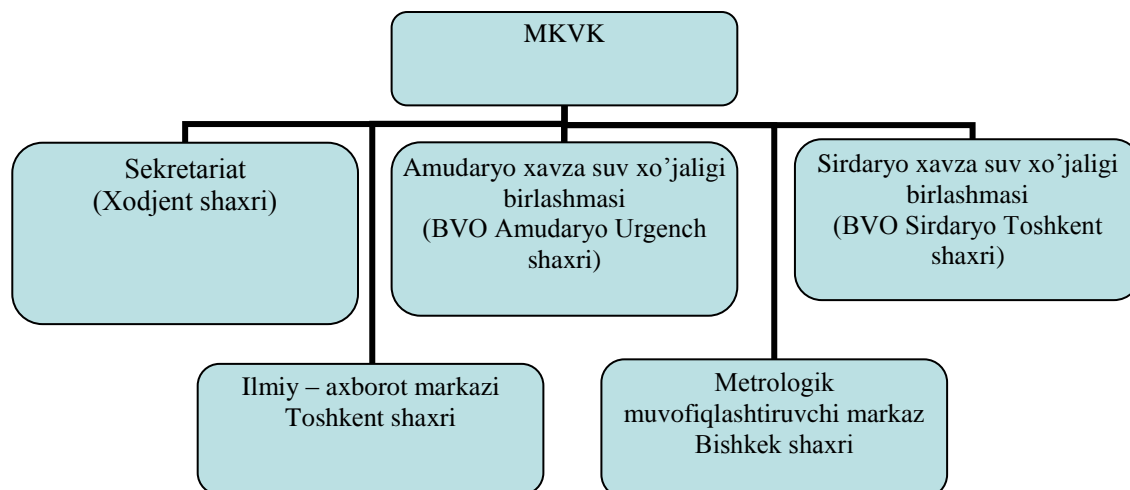 MKVK
Sekretariat
(Xodjent shaxri)
Amudaryo xavza suv xo’jaligi
birlashmasi
(BVO Amudaryo Urgench
shaxri)
Sirdaryo xavza suv xo’jaligi
birlashmasi
(BVO Sirdaryo Toshkent
shaxri)
Ilmiy – axborot markazi
Toshkent shaxri
Metrologik
muvofiqlashtiruvchi markaz
Bishkek shaxri